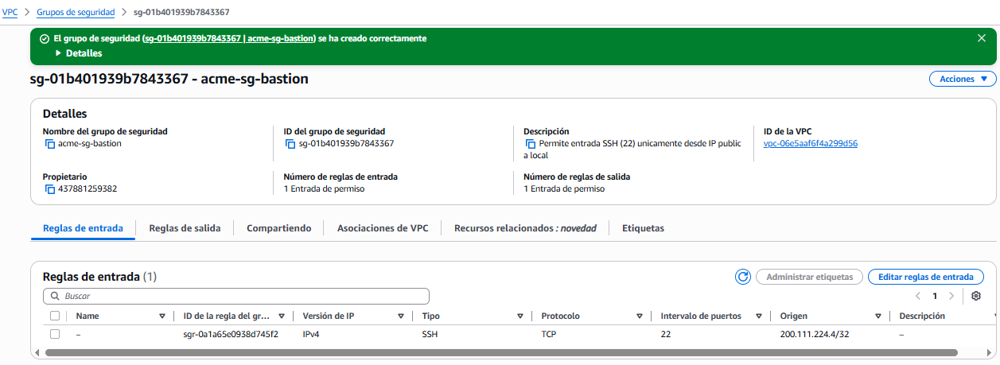 VPC > Grupos de seguridad > sg-01b401939b7843367
El grupo de seguridad (sg-01b401939b7843367 | acme-sg-bastion) se ha creado correctamente
Detalles
sg-01b401939b7843367 - acme-sg-bastion
Acciones
Detalles
Nombre del grupo de seguridad
acme-sg-bastion
ID del grupo de seguridad
sg-01b401939b7843367
Descripción
Permite entrada SSH (22) unicamente desde IP public
a local
ID de la VPC
vpc-06e5aaf6f4a299d56
Propietario
437881259382
Número de reglas de entrada
1 Entrada de permiso
Número de reglas de salida
1 Entrada de permiso
Reglas de entrada
Reglas de salida
Compartiendo
Asociaciones de VPC
Recursos relacionados : novedad
Etiquetas
Reglas de entrada (1)
Administrar etiquetas
Editar reglas de entrada
Buscar
1
Name
ID de la regla del gr...
Versión de IP
Tipo
Protocolo
Intervalo de puertos
Origen
Descripción
–
sgr-0a1a65e0938d745f2
IPv4
SSH
TCP
22
200.111.224.4/32
–